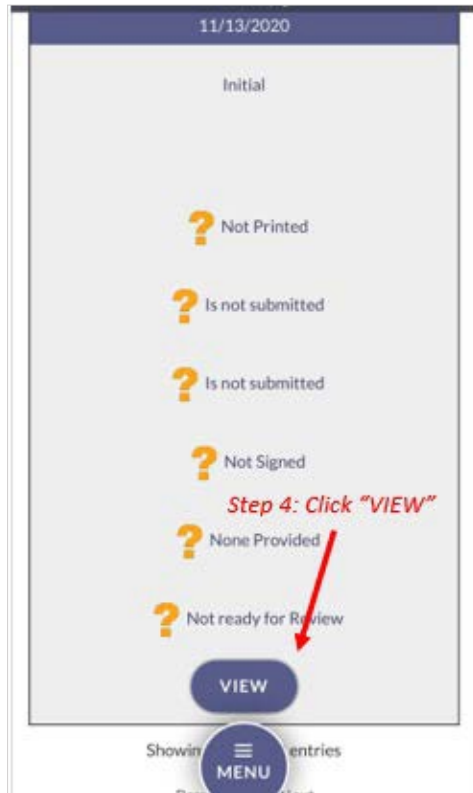 11/13/2020
Initial
? Not Printed
? Is not submitted
? Is not submitted
? Not Signed
Step 4: Click "VIEW"
? None Provided
? Not ready for Review
VIEW
entries
MENU